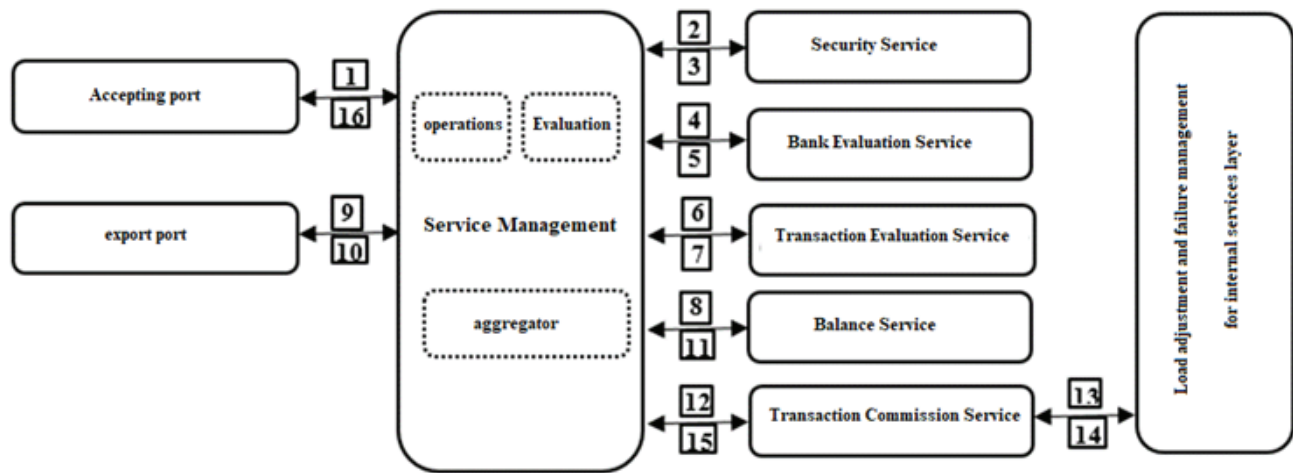 Accepting port
1
16
export port
9
10
operations
Evaluation
Service Management
aggregator
2
3
Security Service
4
5
Bank Evaluation Service
6
7
Transaction Evaluation Service
8
11
Balance Service
12
15
Transaction Commission Service
13
14
Load adjustment and failure management
for internal services layer